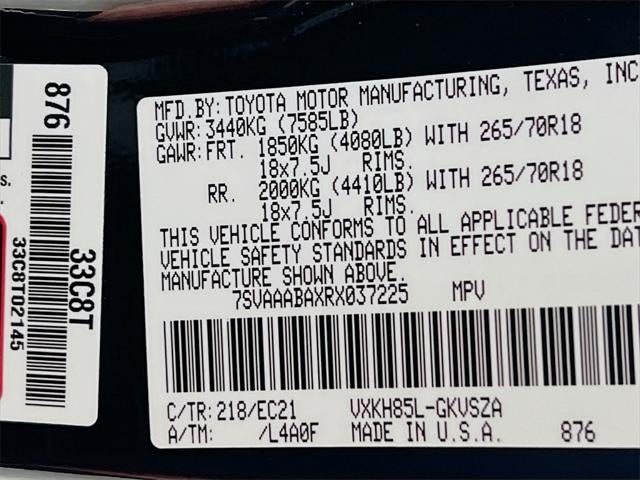 MFD.BY:TOYOTA MOTOR MANUFACTURING, TEXAS, INC
GVWR:3440KG (7585LB)
GAWR:FRT. 1850KG (4080LB) WITH 265/70R18
18x7.5J RIMS.
RR. 2000KG (4410LB) WITH 265/70R18
18x7.5J RIMS.
THIS VEHICLE CONFORMS TO ALL APPLICABLE FEDER
VEHICLE SAFETY STANDARDS IN EFFECT ON THE DAT
MANUFACTURE SHOWN ABOVE.
7SVAAABAXRX037225 MPV
C/TR:218/EC21 VXKH85L-GKVSZA
A/TM: /L4A0F MADE IN U.S.A. 876
876
33C8T
33C8T02145
s.